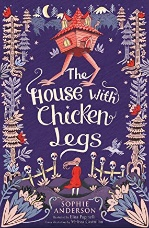 The
HOUSE WITH
Chicken
Legs
SOPHIE
ANDERSON